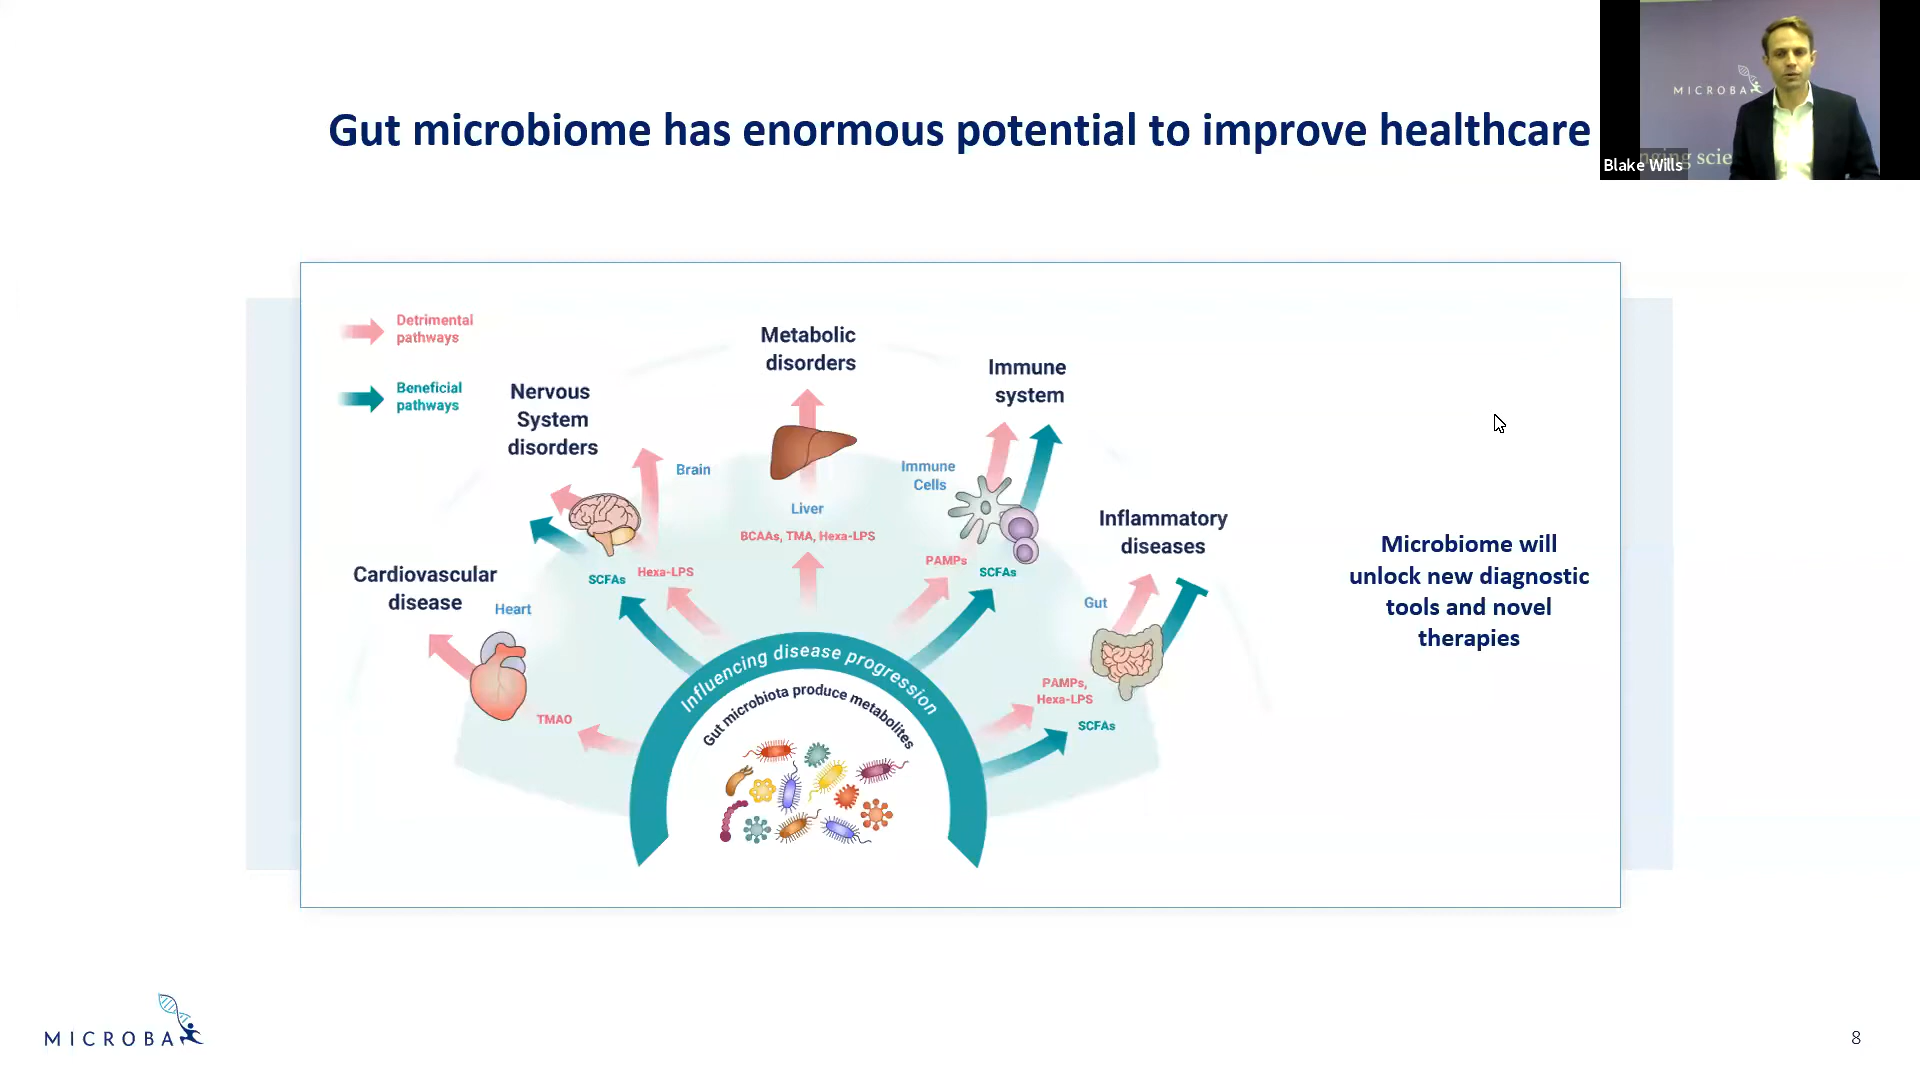 Gut microbiome has enormous potential to improve healthcare
MICROBA
nging scie
Blake Wills
Detrimental
pathways
Beneficial
pathways
Nervous
System
disorders
Metabolic
disorders
Immune
system
Brain
Liver
BCAAs, TMA, Hexa-LPS
Immune
Cells
Inflammatory
diseases
Cardiovascular
disease
Heart
SCFAs
Hexa-LPS
PAMPs
SCFAs
Gut
TMAO
PAMPs,
Hexa-LPS
SCFAs
Influencing disease progression
Gut microbiota produce metabolites
Microbiome will
unlock new diagnostic
tools and novel
therapies
MICROBA
8